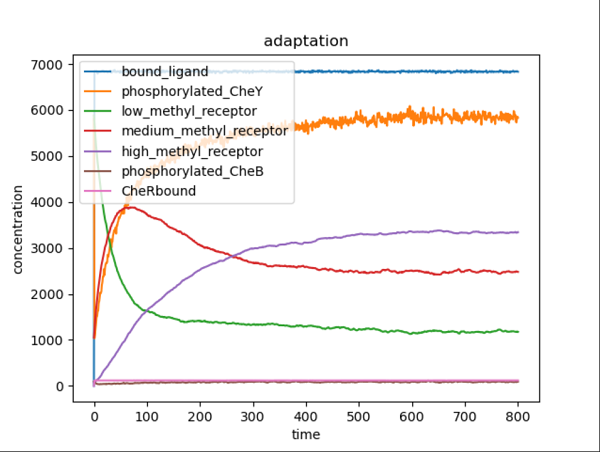 adaptation
7000
6000
5000
4000
3000
2000
1000
0
concentration
bound_ligand
phosphorylated_CheY
low_methyl_receptor
medium_methyl_receptor
high_methyl_receptor
phosphorylated_CheB
CheRbound
0 100 200 300 400 500 600 700 800
time